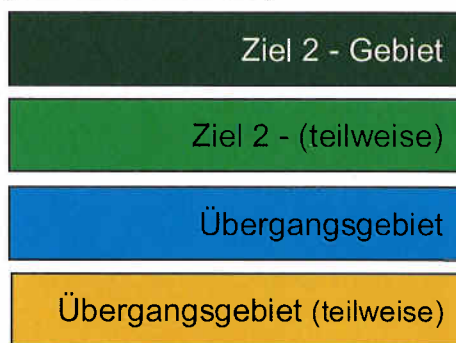 Ziel 2 - Gebiet
Ziel 2 - (teilweise)
Übergangsgebiet
Übergangsgebiet (teilweise)